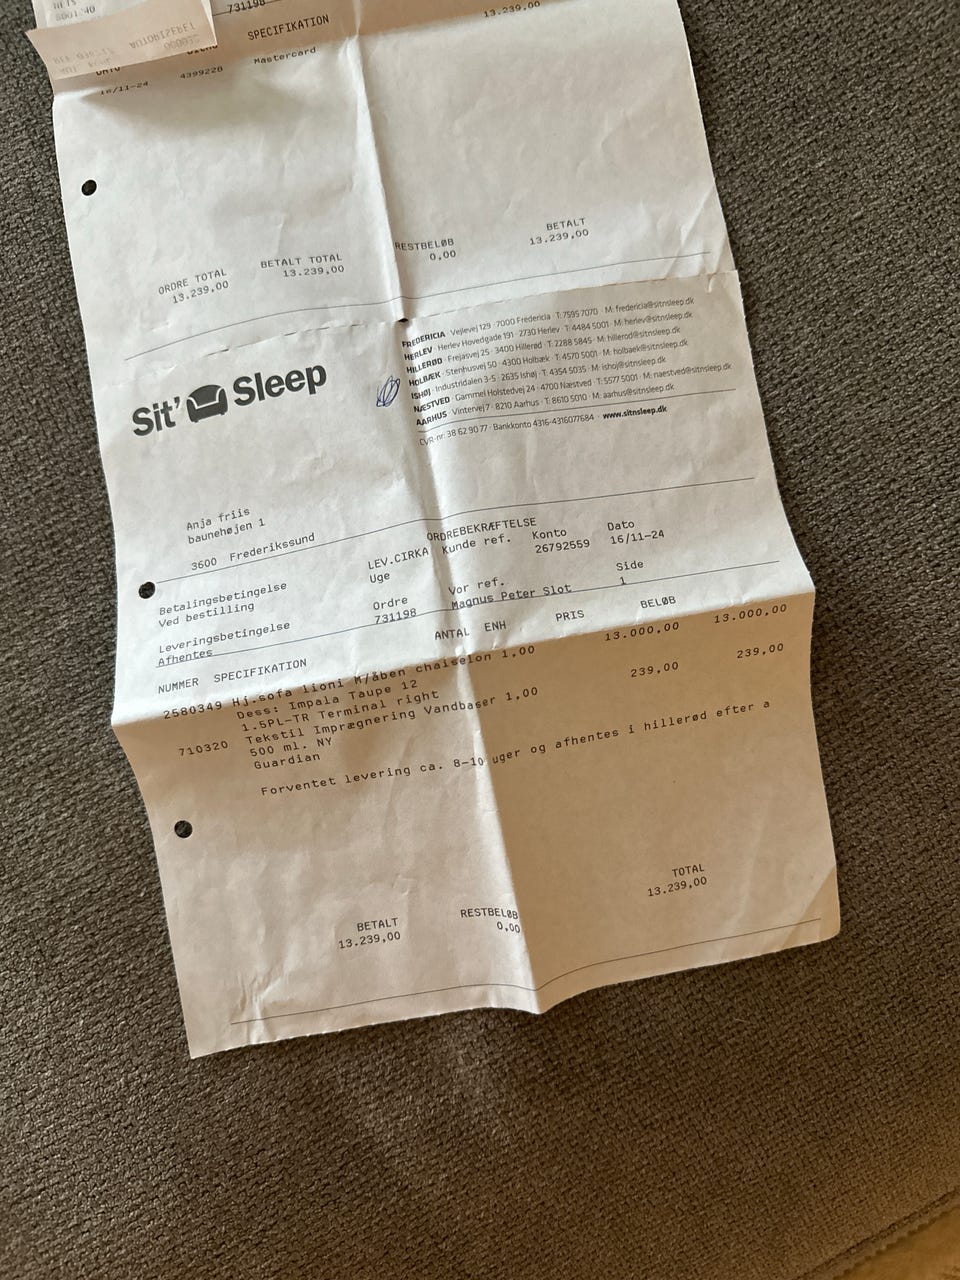 8001 40
731198
13.239,00
AUTORISERET
SPECIFIKATION
16/11-24 4399228 Mastercard
ORDRE TOTAL BETALT TOTAL RESTBELØB BETALT
13.239,00 13.239,00 0,00 13.239,00
Sit' Sleep
FREDERICIA · Vejlevej 129 · 7000 Fredericia T: 7595 7070 M: fredericia@sitnsleep.dk
HERLEV · Herlev Hovedgade 191 · 2730 Herlev T: 4484 5001 M: herlev@sitnsleep.dk
HILLERØD · Frejasvej 25 · 3400 Hillerød T: 2288 5845 M: hillerod@sitnsleep.dk
HOLBÆK · Stenhusvej 50 · 4300 Holbæk T: 4570 5001 M: holbaek@sitnsleep.dk
ISHØJ · Industridalen 3-5 · 2635 Ishøj T: 4354 5035 M: ishoj@sitnsleep.dk
NÆSTVED · Gammel Holstedvej 24 · 4700 Næstved T: 5577 5001 M: naestved@sitnsleep.dk
AARHUS · Vintervej 7 · 8210 Aarhus T: 8610 5010 M: aarhus@sitnsleep.dk
CVR-nr: 38 62 90 77 · Bankkonto 4316-4316077684 · www.sitnsleep.dk
Anja friis
baunehøjen 1
3600 Frederikssund
ORDREBEKRÆFTELSE
Betalingsbetingelse LEV.CIRKA Kunde ref. Konto Dato
Ved bestilling Uge 26792559 16/11-24
Leveringsbetingelse Ordre Vor ref. Side
Afhentes 731198 Magnus Peter Slot 1
NUMMER SPECIFIKATION ANTAL ENH PRIS BELØB
2580349 Hj.sofa lioni M/åben chaiselon 1,00 13.000,00 13.000,00
Dess: Impala Taupe 12
1.5PL-TR Terminal right
710320 Tekstil Imprægnering Vandbaser 1,00 239,00 239,00
500 ml. NY
Guardian
Forventet levering ca. 8-10 uger og afhentes i hillerød efter a
BETALT RESTBELØB TOTAL
13.239,00 0,00 13.239,00